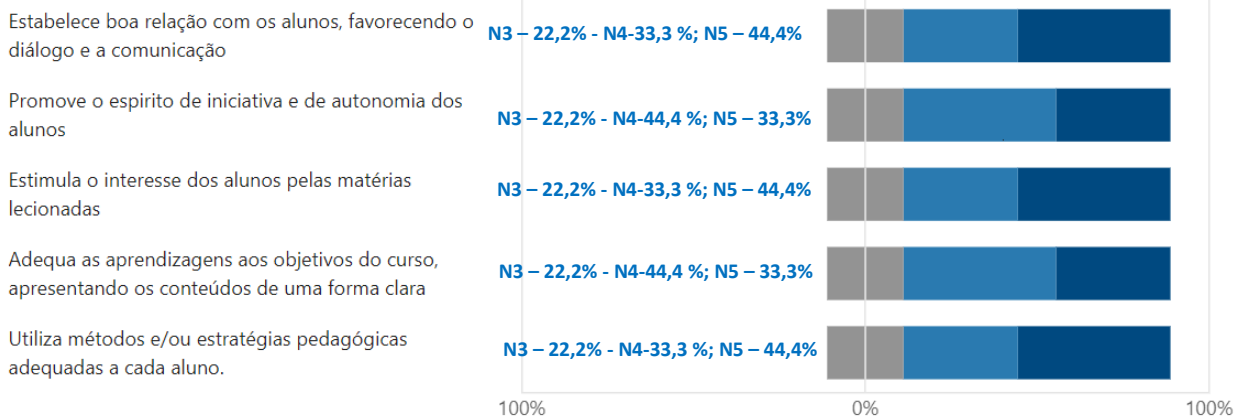 Estabelece boa relação com os alunos, favorecendo o
diálogo e a comunicação
N3 – 22,2% - N4-33,3 %; N5 – 44,4%
Promove o espirito de iniciativa e de autonomia dos
alunos
N3 – 22,2% - N4-44,4 %; N5 – 33,3%
Estimula o interesse dos alunos pelas matérias
lecionadas
N3 – 22,2% - N4-33,3 %; N5 – 44,4%
Adequa as aprendizagens aos objetivos do curso,
apresentando os conteúdos de uma forma clara
N3 – 22,2% - N4-44,4 %; N5 – 33,3%
Utiliza métodos e/ou estratégias pedagógicas
adequadas a cada aluno.
N3 – 22,2% - N4-33,3 %; N5 – 44,4%
100% 0% 100%